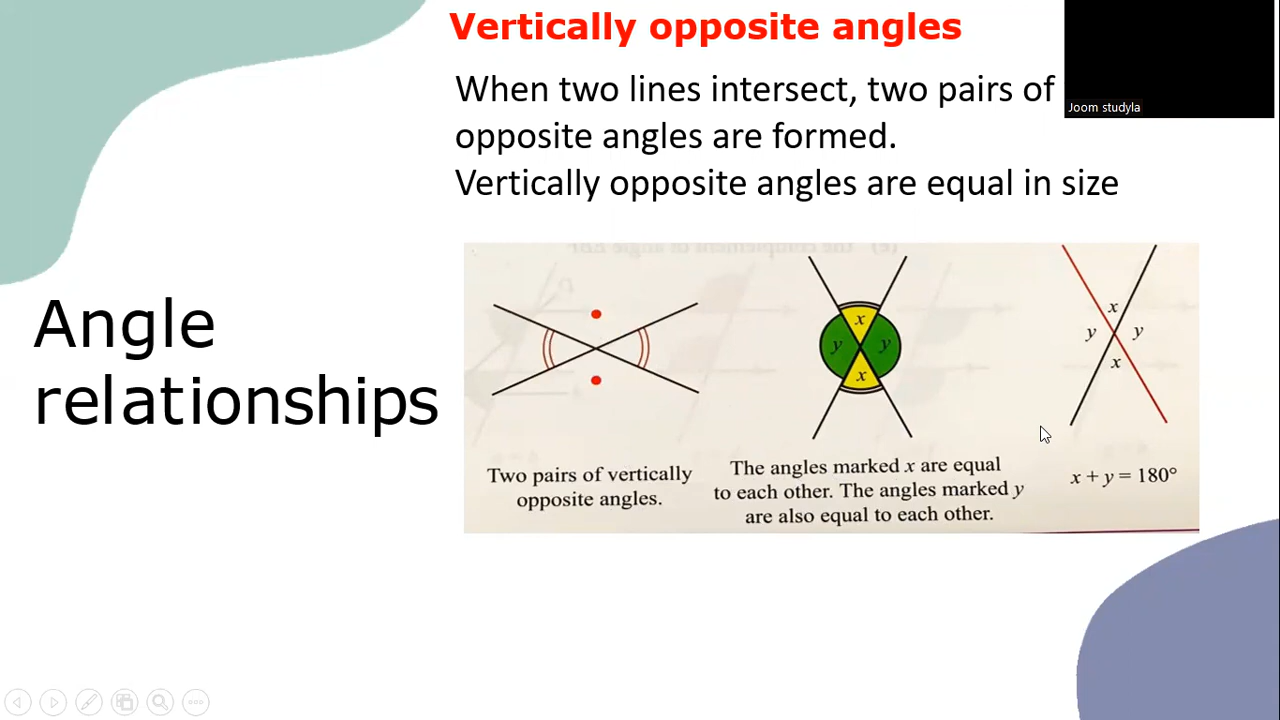 Vertically opposite angles
When two lines intersect, two pairs of
opposite angles are formed.
Vertically opposite angles are equal in size
Joom studyla
Angle
relationships
x
y y
x
x
y y
x
Two pairs of vertically
opposite angles.
The angles marked x are equal
to each other. The angles marked y
are also equal to each other.
x + y = 180°